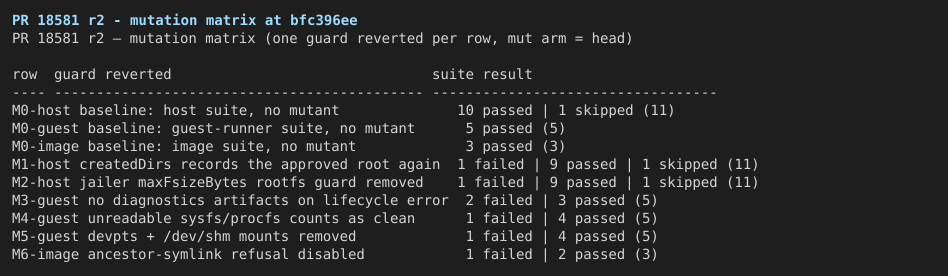 PR 18581 r2 - mutation matrix at bfc396ee
PR 18581 r2 — mutation matrix (one guard reverted per row, mut arm = head)
row  guard reverted                                suite result
---- --------------------------------------------- ----------------------------------
M0-host baseline: host suite, no mutant               10 passed | 1 skipped (11)
M0-guest baseline: guest-runner suite, no mutant       5 passed (5)
M0-image baseline: image suite, no mutant              3 passed (3)
M1-host createdDirs records the approved root again   1 failed | 9 passed | 1 skipped (11)
M2-host jailer maxFsizeBytes rootfs guard removed     1 failed | 9 passed | 1 skipped (11)
M3-guest no diagnostics artifacts on lifecycle error   2 failed | 3 passed (5)
M4-guest unreadable sysfs/procfs counts as clean       1 failed | 4 passed (5)
M5-guest devpts + /dev/shm mounts removed              1 failed | 4 passed (5)
M6-image ancestor-symlink refusal disabled             1 failed | 2 passed (3)